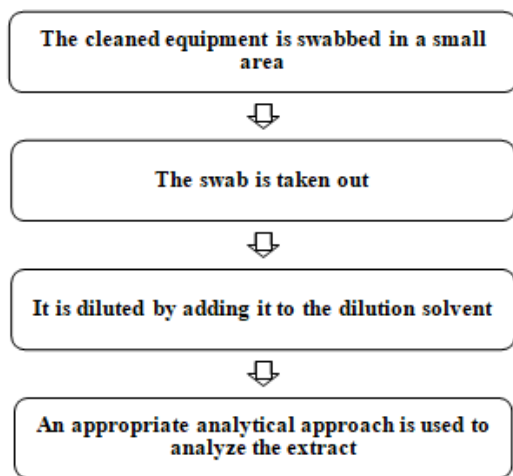 The cleaned equipment is swabbed in a small
area
The swab is taken out
It is diluted by adding it to the dilution solvent
An appropriate analytical approach is used to
analyze the extract